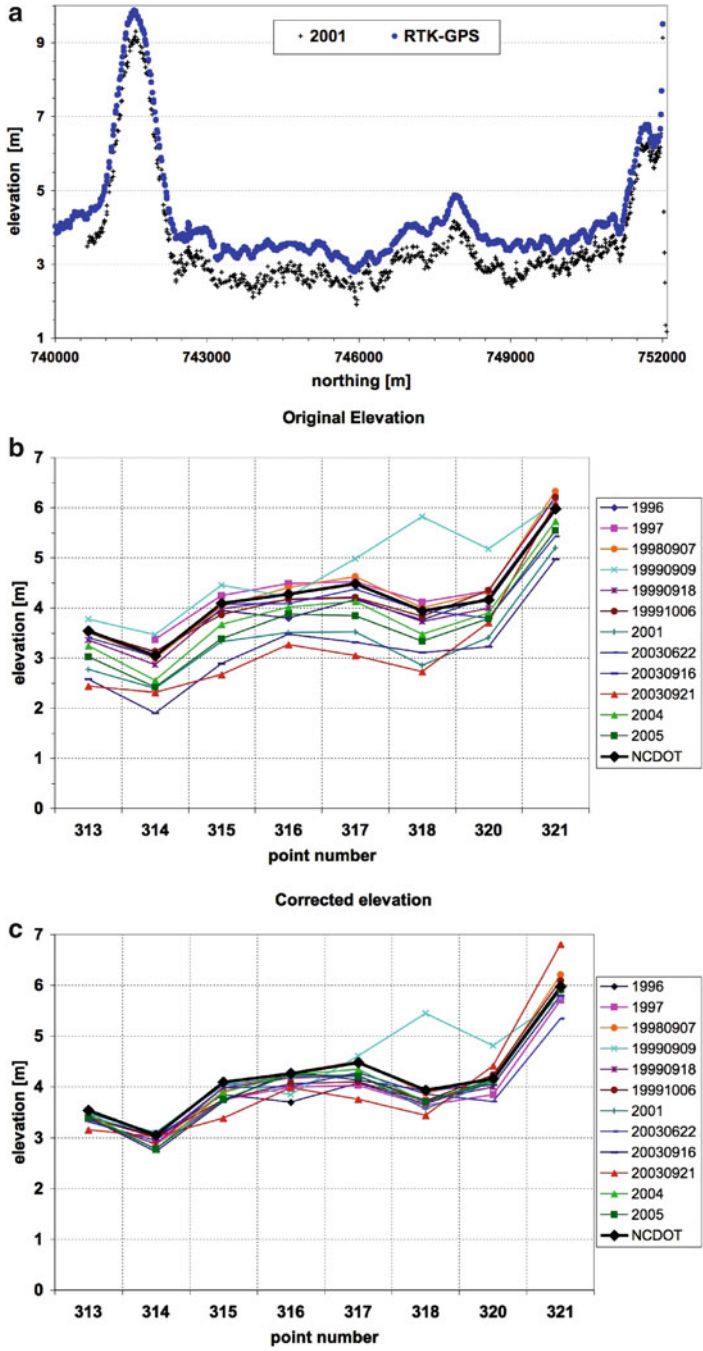 a
2001 RTK-GPS
9
7
5
3
1
elevation [m]
740000 743000 746000 749000 752000
northing [m]
Original Elevation
b
7
6
5
4
3
2
1
0
elevation [m]
313 314 315 316 317 318 320 321
point number
1996
1997
19980907
19990909
19990918
19991006
2001
20030622
20030916
20030921
2004
2005
NCDOT
Corrected elevation
c
7
6
5
4
3
2
1
0
elevation [m]
313 314 315 316 317 318 320 321
point number
1996
1997
19980907
19990909
19990918
19991006
2001
20030622
20030916
20030921
2004
2005
NCDOT